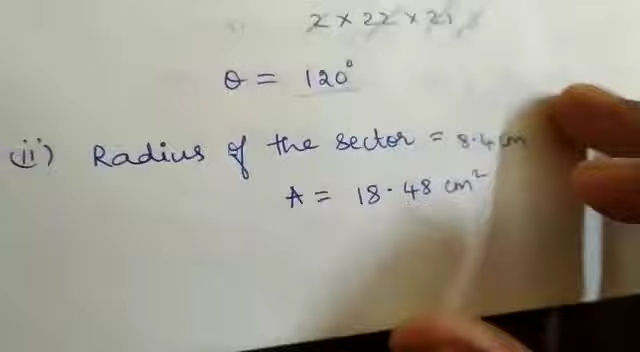 2 × 22 × 21
θ = 120°
(ii) Radius of the sector = 8.4 cm
A = 18.48 cm²